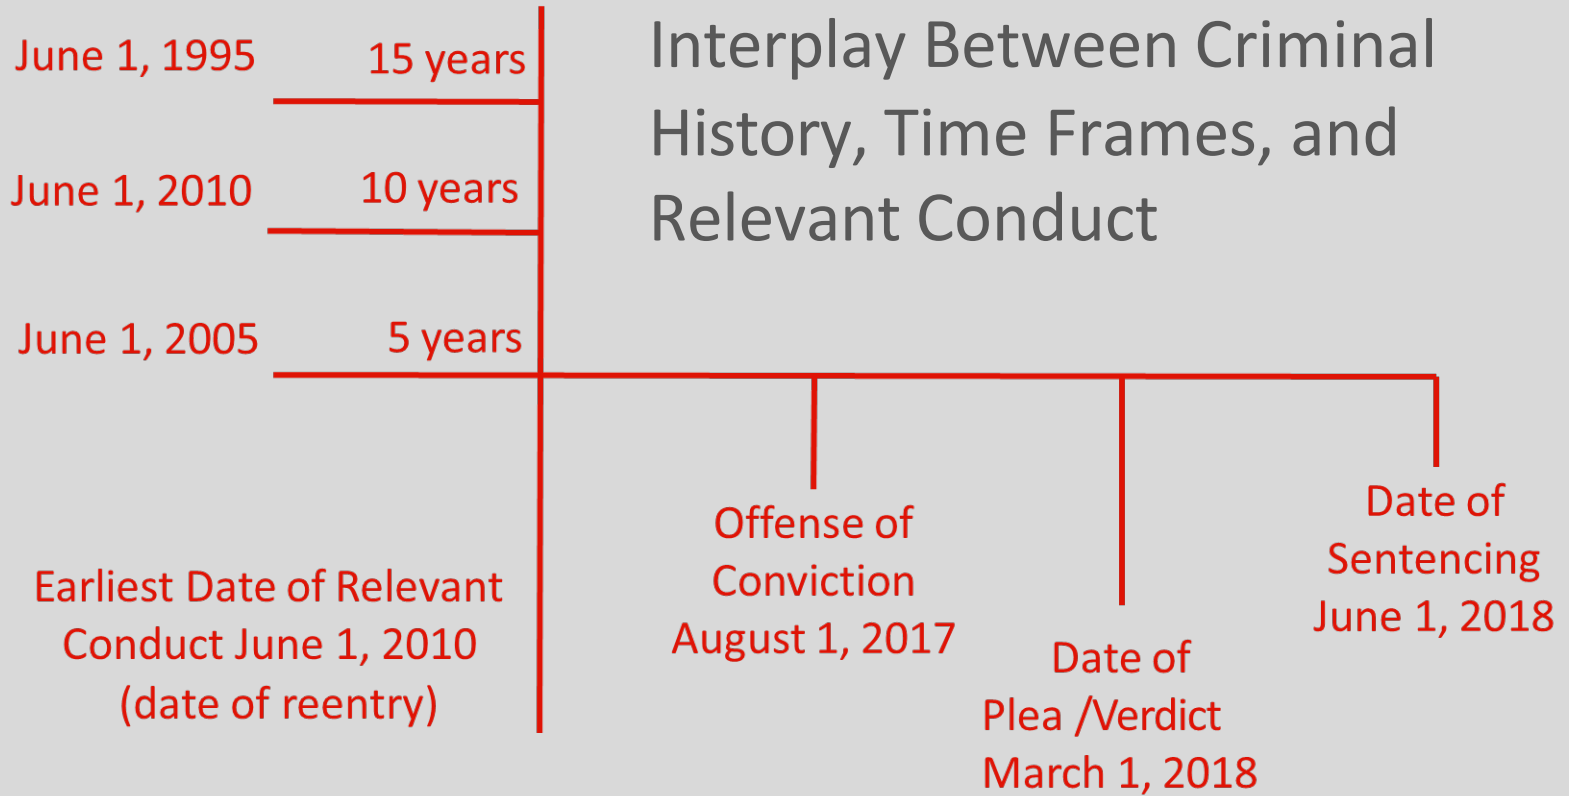 Interplay Between Criminal
History, Time Frames, and
Relevant Conduct
June 1, 1995 15 years
June 1, 2010 10 years
June 1, 2005 5 years
Earliest Date of Relevant
Conduct June 1, 2010
(date of reentry)
Offense of
Conviction
August 1, 2017
Date of
Plea /Verdict
March 1, 2018
Date of
Sentencing
June 1, 2018